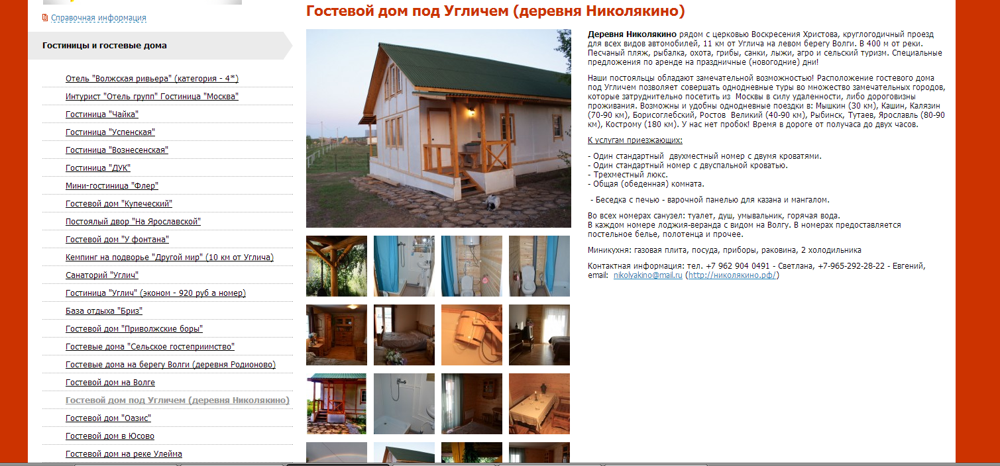 Справочная информация
Гостиницы и гостевые дома
Отель "Волжская ривьера" (категория - 4*)
Интурист "Отель групп" Гостиница "Москва"
Гостиница "Чайка"
Гостиница "Успенская"
Гостиница "Вознесенская"
Гостиница "ДУК"
Мини-гостиница "Флер"
Гостевой дом "Купеческий"
Постоялый двор "На Ярославской"
Гостевой дом "У фонтана"
Кемпинг на подворье "Другой мир" (10 км от Углича)
Санаторий "Углич"
Гостиница "Углич" (эконом - 920 руб а номер)
База отдыха "Бриз"
Гостевой дом "Приволжские боры"
Гостевые дома "Сельское гостеприимство"
Гостевые дома на берегу Волги (деревня Родионово)
Гостевой дом на Волге
Гостевой дом под Угличем (деревня Николякино)
Гостевой дом "Оазис"
Гостевой дом в Юсово
Гостевой дом на реке Улейма
Гостевой дом под Угличем (деревня Николякино)
Деревня Николякино рядом с церковью Воскресения Христова, круглогодичный проезд
для всех видов автомобилей, 11 км от Углича на левом берегу Волги. В 400 м от реки.
Песчаный пляж, рыбалка, охота, грибы, санки, лыжи, агро и сельский туризм. Специальные
предложения по аренде на праздничные (новогодние) дни!
Наши постояльцы обладают замечательной возможностью! Расположение гостевого дома
под Угличем позволяет совершать однодневные туры во множество замечательных городов,
которые затруднительно посетить из Москвы в силу удаленности, либо дороговизны
проживания. Возможны и удобны однодневные поездки в: Мышкин (30 км), Кашин, Калязин
(70-90 км), Борисоглебский, Ростов Великий (40-90 км), Рыбинск, Тутаев, Ярославль (80-90
км), Кострому (180 км). У нас нет пробок! Время в дороге от получаса до двух часов.
К услугам приезжающих:
- Один стандартный двухместный номер с двумя кроватями.
- Один стандартный номер с двуспальной кроватью.
- Трехместный люкс.
- Общая (обеденная) комната.
- Беседка с печью - варочной панелью для казана и мангалом.
Во всех номерах санузел: туалет, душ, умывальник, горячая вода.
В каждом номере лоджия-веранда с видом на Волгу. В номерах предоставляется
постельное белье, полотенца и прочее.
Миникухня: газовая плита, посуда, приборы, раковина, 2 холодильника
Контактная информация: тел. +7 962 904 0491 - Светлана, +7-965-292-28-22 - Евгений,
email: nikolyakino@mail.ru (http://николякино.рф/)